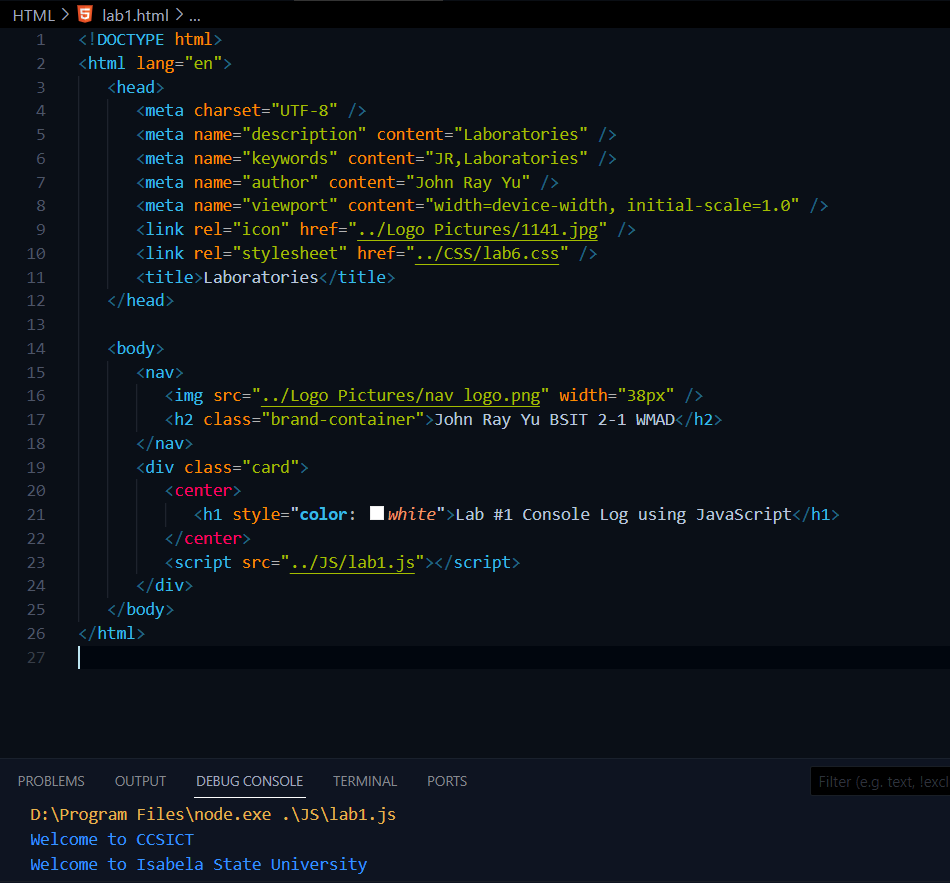 HTML > lab1.html > ...
1 <!DOCTYPE html>
2 <html lang="en">
3 <head>
4 <meta charset="UTF-8" />
5 <meta name="description" content="Laboratories" />
6 <meta name="keywords" content="JR,Laboratories" />
7 <meta name="author" content="John Ray Yu" />
8 <meta name="viewport" content="width=device-width, initial-scale=1.0" />
9 <link rel="icon" href="../Logo Pictures/1141.jpg" />
10 <link rel="stylesheet" href="../CSS/lab6.css" />
11 <title>Laboratories</title>
12 </head>
13
14 <body>
15 <nav>
16 <img src="../Logo Pictures/nav logo.png" width="38px" />
17 <h2 class="brand-container">John Ray Yu BSIT 2-1 WMAD</h2>
18 </nav>
19 <div class="card">
20 <center>
21 <h1 style="color: white">Lab #1 Console Log using JavaScript</h1>
22 </center>
23 <script src="../JS/lab1.js"></script>
24 </div>
25 </body>
26 </html>
27
PROBLEMS OUTPUT DEBUG CONSOLE TERMINAL PORTS Filter (e.g. text, !excl
D:\Program Files\node.exe .\JS\lab1.js
Welcome to CCSICT
Welcome to Isabela State University